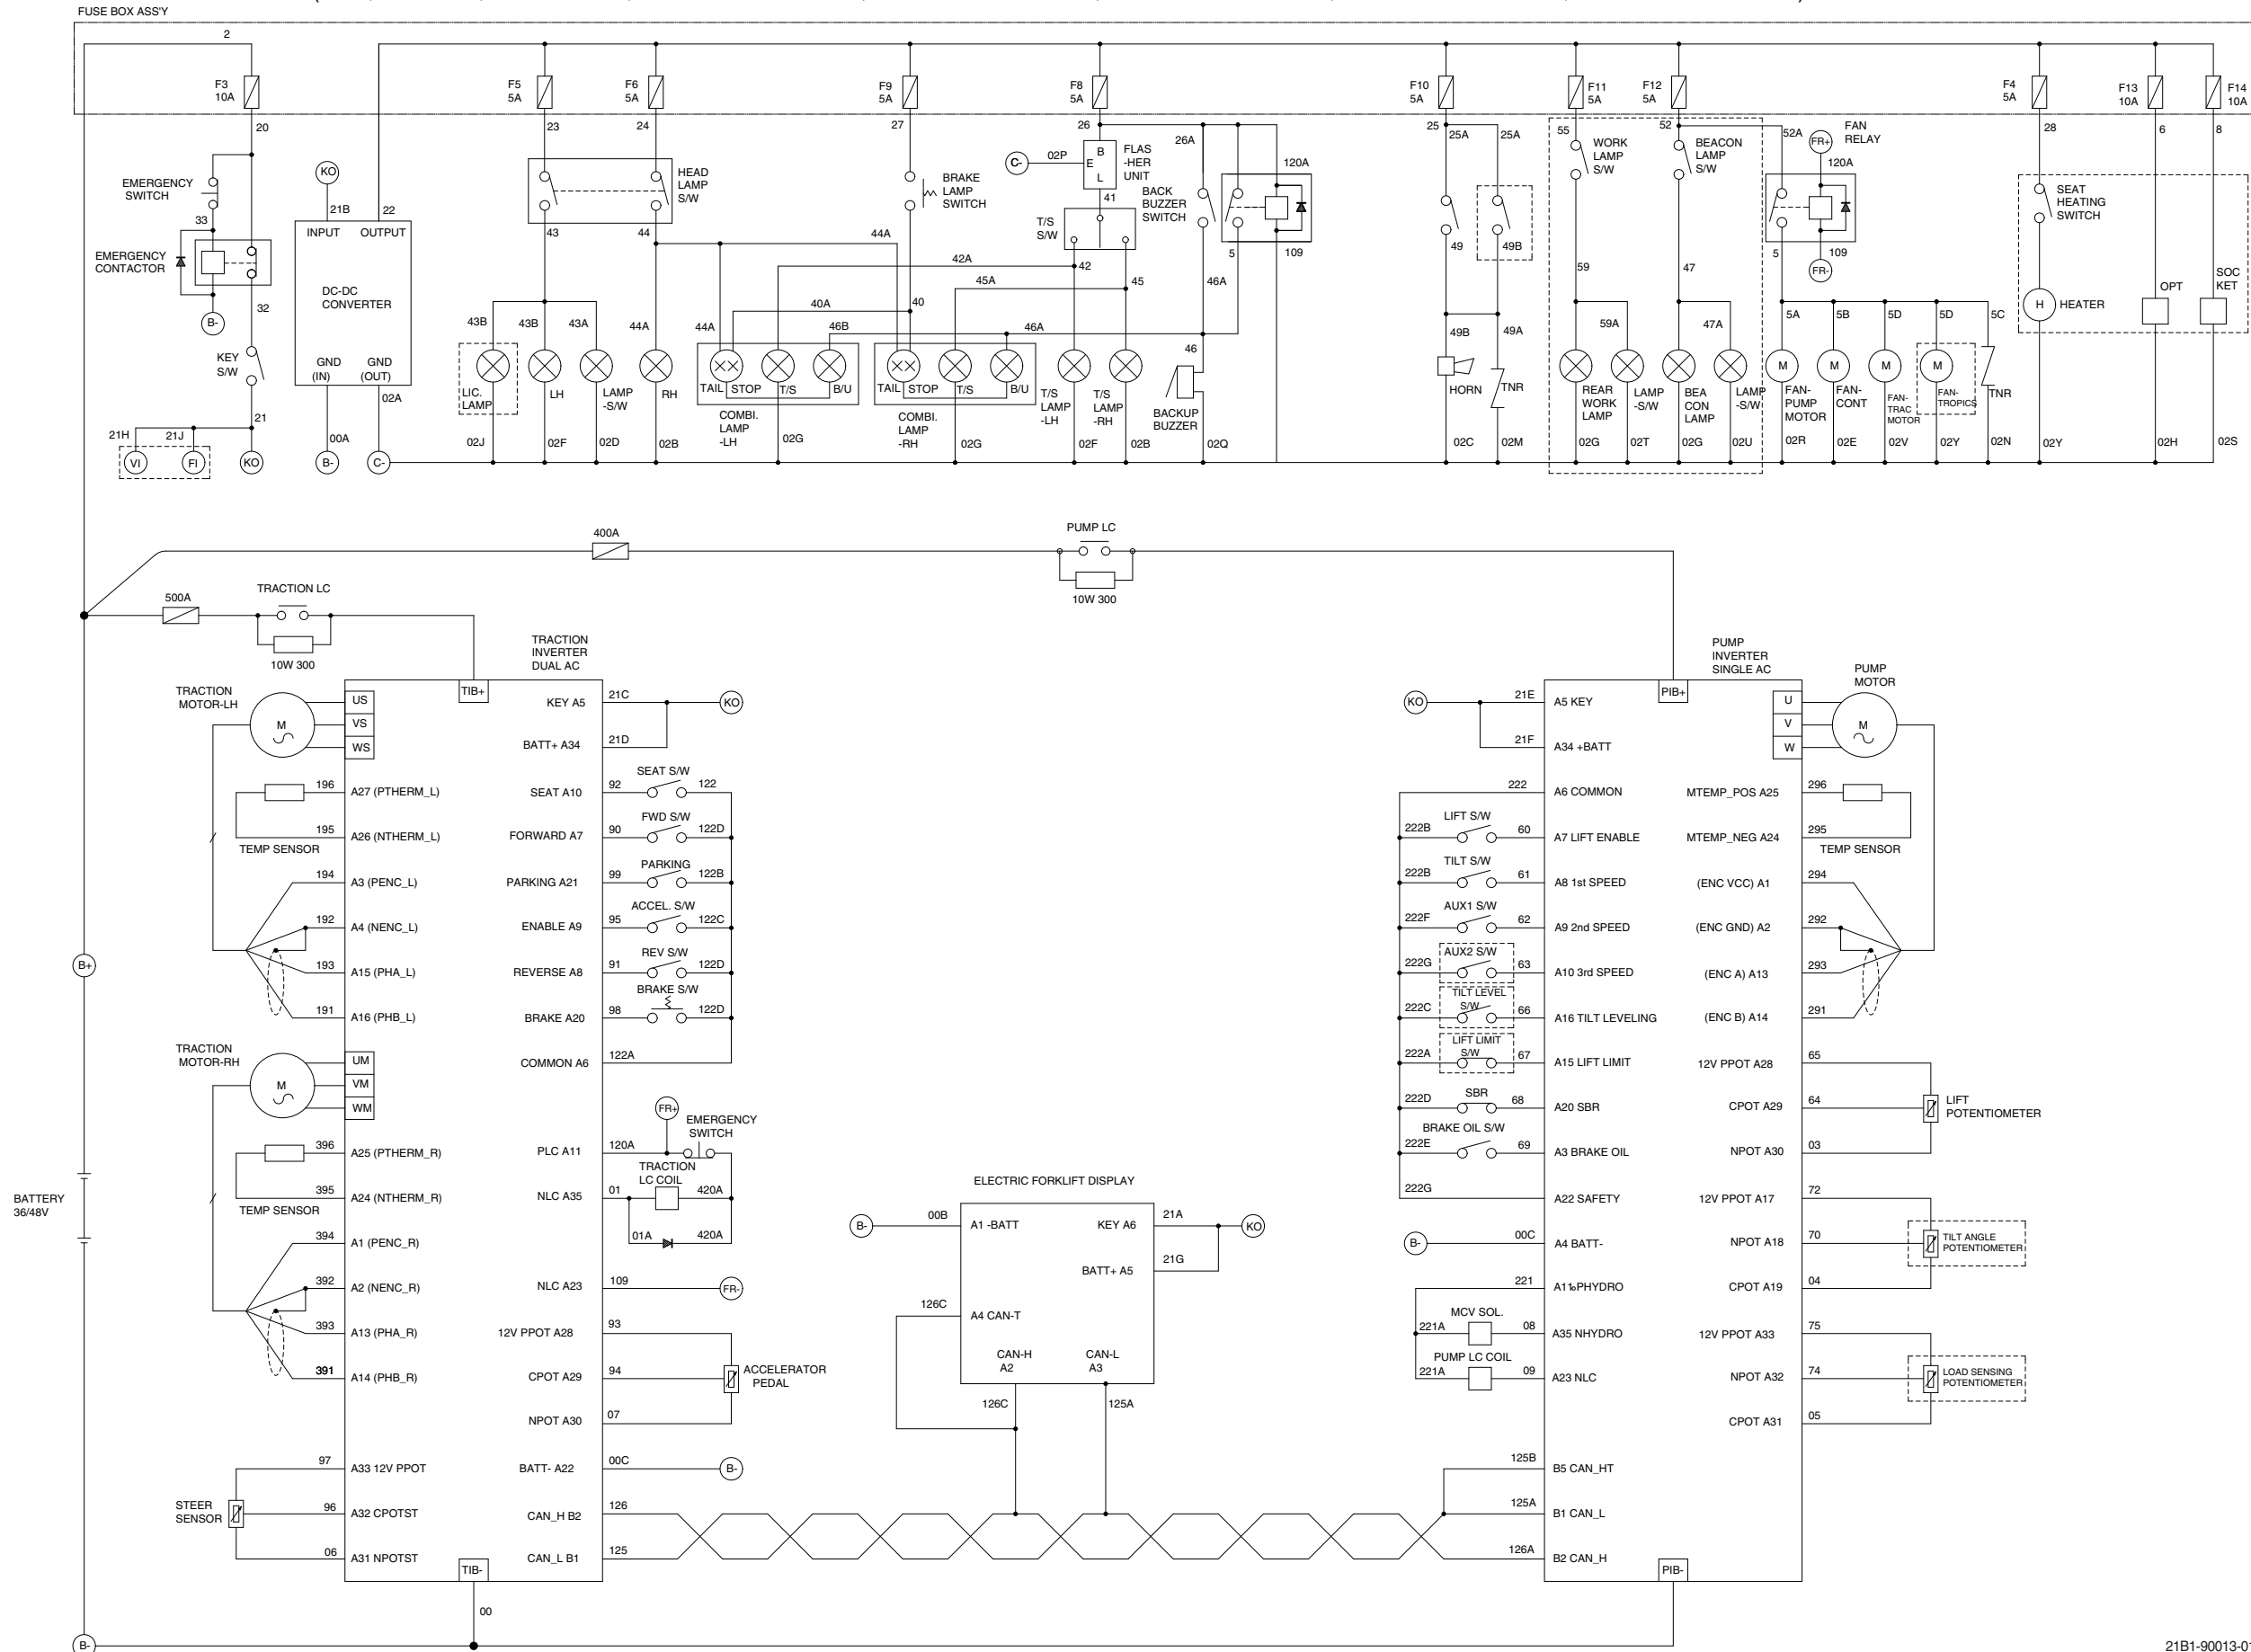 FUSE BOX ASS'Y
2
F3
10A
F5
5A
F6
5A
F9
5A
F8
5A
F10
5A
F11
5A
F12
5A
F4
5A
F13
10A
F14
10A
20
23
24
27
26
26A
25
25A
25A
55
52
52A
28
6
8
EMERGENCY
SWITCH
33
EMERGENCY
CONTACTOR
B-
32
KEY
S/W
21
21H
21J
VI
FI
KO
KO
21B
22
INPUT
OUTPUT
DC-DC
CONVERTER
GND
(IN)
GND
(OUT)
02A
00A
B-
C-
HEAD
LAMP
S/W
43
44
44A
43B
43B
43A
44A
44A
LIC.
LAMP
LH
LAMP
-S/W
RH
02J
02F
02D
02B
BRAKE
LAMP
SWITCH
42A
45A
40A
40
46B
46A
TAIL
STOP
T/S
B/U
COMBI.
LAMP
-LH
02G
TAIL
STOP
T/S
B/U
COMBI.
LAMP
-RH
02G
C-
02P
B
E
L
FLAS
-HER
UNIT
41
T/S
S/W
42
45
T/S
LAMP
-LH
T/S
LAMP
-RH
02F
02B
BACK
BUZZER
SWITCH
46A
120A
5
109
46
BACKUP
BUZZER
02Q
49
49B
49B
49A
HORN
TNR
02C
02M
WORK
LAMP
S/W
BEACON
LAMP
S/W
59
47
59A
47A
REAR
WORK
LAMP
LAMP
-S/W
BEA
CON
LAMP
LAMP
-S/W
02G
02T
02G
02U
FR+
FAN
RELAY
120A
5
109
FR-
5A
5B
5D
5D
5C
M
M
M
M
FAN-
PUMP
MOTOR
FAN-
CONT
FAN-
TRAC
MOTOR
FAN-
TROPICS
TNR
02R
02E
02V
02Y
02N
SEAT
HEATING
SWITCH
H
HEATER
OPT
SOC
KET
02Y
02H
02S
400A
PUMP LC
10W 300
500A
TRACTION LC
10W 300
TRACTION
INVERTER
DUAL AC
TIB+
TRACTION
MOTOR-LH
M
US
VS
WS
196
A27 (PTHERM_L)
195
A26 (NTHERM_L)
TEMP SENSOR
194
A3 (PENC_L)
192
A4 (NENC_L)
193
A15 (PHA_L)
191
A16 (PHB_L)
TRACTION
MOTOR-RH
M
UM
VM
WM
396
A25 (PTHERM_R)
395
A24 (NTHERM_R)
TEMP SENSOR
394
A1 (PENC_R)
392
A2 (NENC_R)
393
A13 (PHA_R)
391
A14 (PHB_R)
97
A33 12V PPOT
STEER
SENSOR
96
A32 CPOTST
06
A31 NPOTST
TIB-
00
B+
BATTERY
36/48V
B-
KEY A5
21C
KO
BATT+ A34
21D
SEAT S/W
SEAT A10
92
122
FWD S/W
FORWARD A7
90
122D
PARKING
PARKING A21
99
122B
ACCEL. S/W
ENABLE A9
95
122C
REV S/W
REVERSE A8
91
122D
BRAKE S/W
BRAKE A20
98
122D
COMMON A6
122A
FR+
EMERGENCY
SWITCH
PLC A11
120A
TRACTION
LC COIL
NLC A35
01
420A
01A
420A
NLC A23
109
FR-
12V PPOT A28
93
CPOT A29
94
ACCELERATOR
PEDAL
NPOT A30
07
BATT- A22
00C
B-
CAN_H B2
126
CAN_L B1
125
ELECTRIC FORKLIFT DISPLAY
B-
00B
A1 -BATT
KEY A6
21A
KO
BATT+ A5
21G
126C
A4 CAN-T
CAN-H
A2
CAN-L
A3
126C
125A
PUMP
INVERTER
SINGLE AC
PIB+
KO
21E
A5 KEY
21F
A34 +BATT
222
A6 COMMON
LIFT S/W
222B
60
A7 LIFT ENABLE
TILT S/W
222B
61
A8 1st SPEED
AUX1 S/W
222F
62
A9 2nd SPEED
AUX2 S/W
222G
63
A10 3rd SPEED
TILT LEVEL
S/W
222C
66
A16 TILT LEVELING
LIFT LIMIT
S/W
222A
67
A15 LIFT LIMIT
SBR
222D
68
A20 SBR
BRAKE OIL S/W
222E
69
A3 BRAKE OIL
222G
A22 SAFETY
B-
00C
A4 BATT-
221
PHYDRO
MCV SOL.
221A
08
A35 NHYDRO
PUMP LC COIL
221A
09
A23 NLC
125B
B5 CAN_HT
125A
B1 CAN_L
126A
B2 CAN_H
PIB-
PUMP
MOTOR
M
U
V
W
MTEMP_POS A25
296
MTEMP_NEG A24
295
TEMP SENSOR
(ENC VCC) A1
294
(ENC GND) A2
292
(ENC A) A13
293
(ENC B) A14
291
12V PPOT A28
65
CPOT A29
64
LIFT
POTENTIOMETER
NPOT A30
03
12V PPOT A17
72
NPOT A18
70
TILT ANGLE
POTENTIOMETER
CPOT A19
04
12V PPOT A33
75
NPOT A32
74
LOAD SENSING
POTENTIOMETER
CPOT A31
05